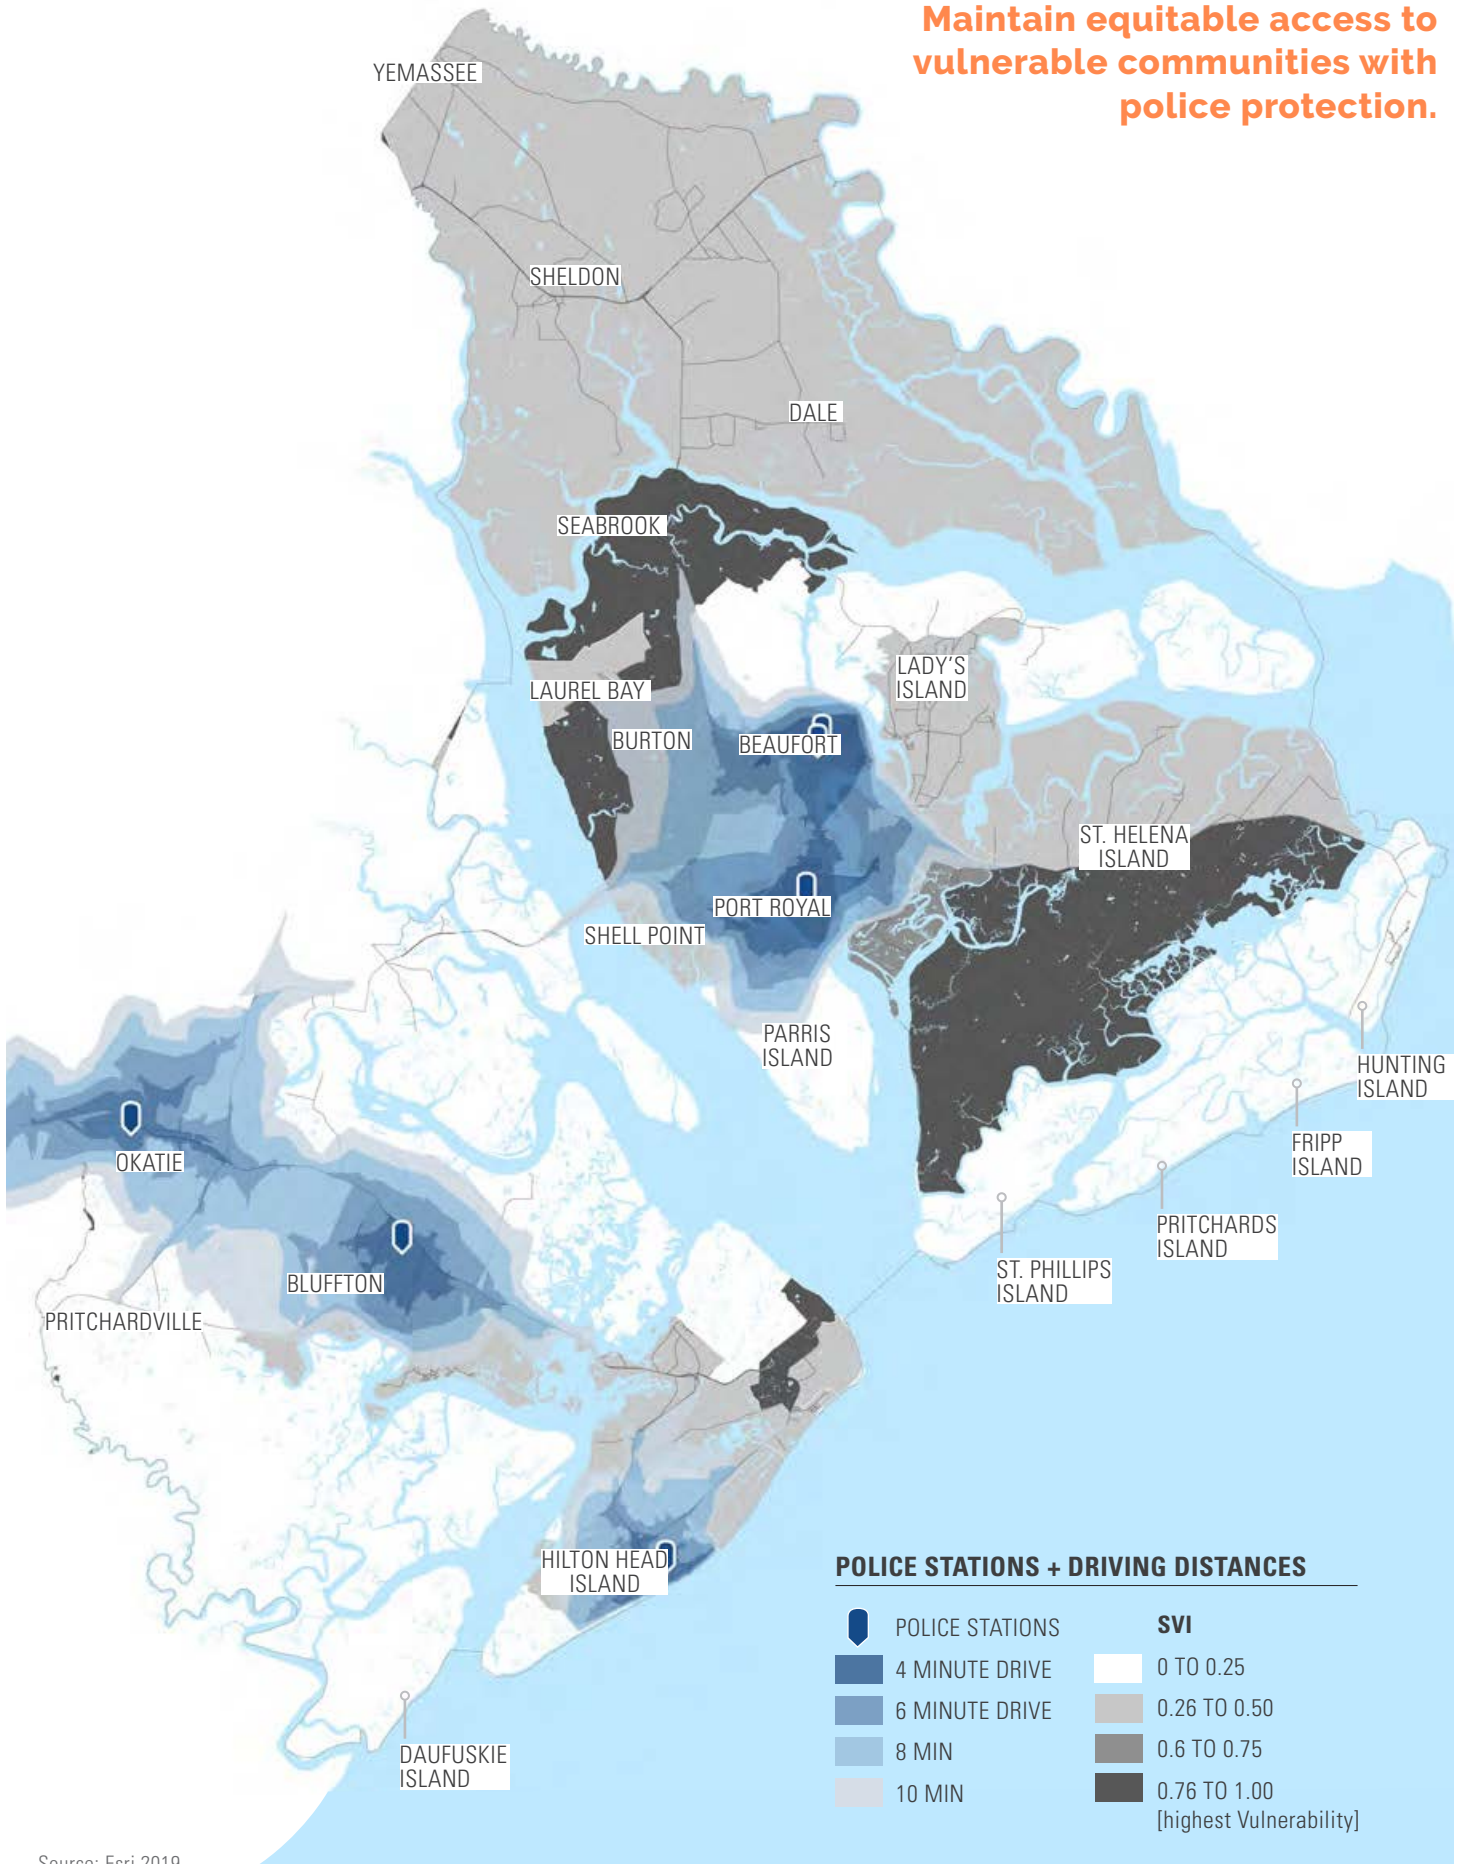 Maintain equitable access to
vulnerable communities with
police protection.
YEMASSEE
SHELDON
DALE
SEABROOK
LADY'S
ISLAND
LAUREL BAY
BURTON
BEAUFORT
ST. HELENA
ISLAND
PORT ROYAL
SHELL POINT
PARRIS
ISLAND
HUNTING
ISLAND
FRIPP
ISLAND
OKATIE
PRITCHARDS
ISLAND
ST. PHILLIPS
ISLAND
BLUFFTON
PRITCHARDVILLE
HILTON HEAD
ISLAND
DAUFUSKIE
ISLAND
POLICE STATIONS + DRIVING DISTANCES
POLICE STATIONS
4 MINUTE DRIVE
6 MINUTE DRIVE
8 MIN
10 MIN
SVI
0 TO 0.25
0.26 TO 0.50
0.6 TO 0.75
0.76 TO 1.00
[highest Vulnerability]
Source: Esri 2019